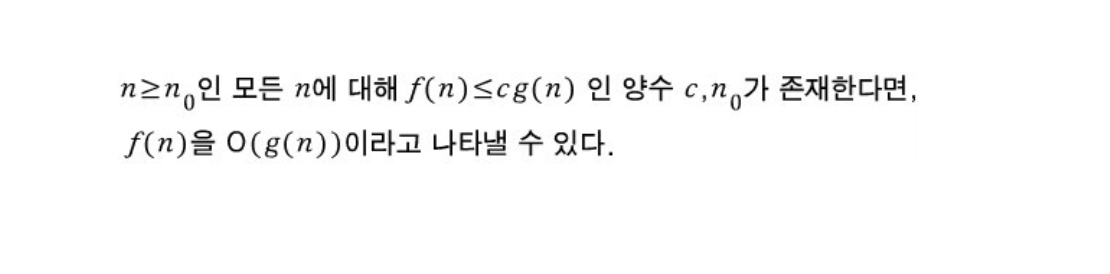 n≥n₀인 모든 n에 대해 f(n)≤cg(n) 인 양수 c,n₀가 존재한다면,
f(n)을 O(g(n))이라고 나타낼 수 있다.